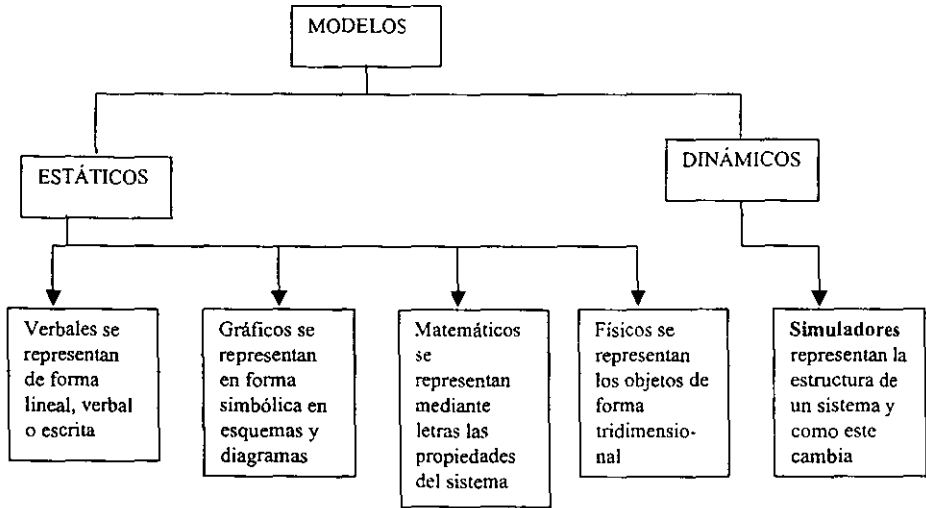 MODELOS
ESTÁTICOS
DINÁMICOS
Verbales se
representan
de forma
lineal, verbal
o escrita
Gráficos se
representan
en forma
simbólica en
esquemas y
diagramas
Matemáticos
se
representan
mediante
letras las
propiedades
del sistema
Físicos se
representan
los objetos de
forma
tridimensio-
nal
Simuladores
representan la
estructura de
un sistema y
como este
cambia